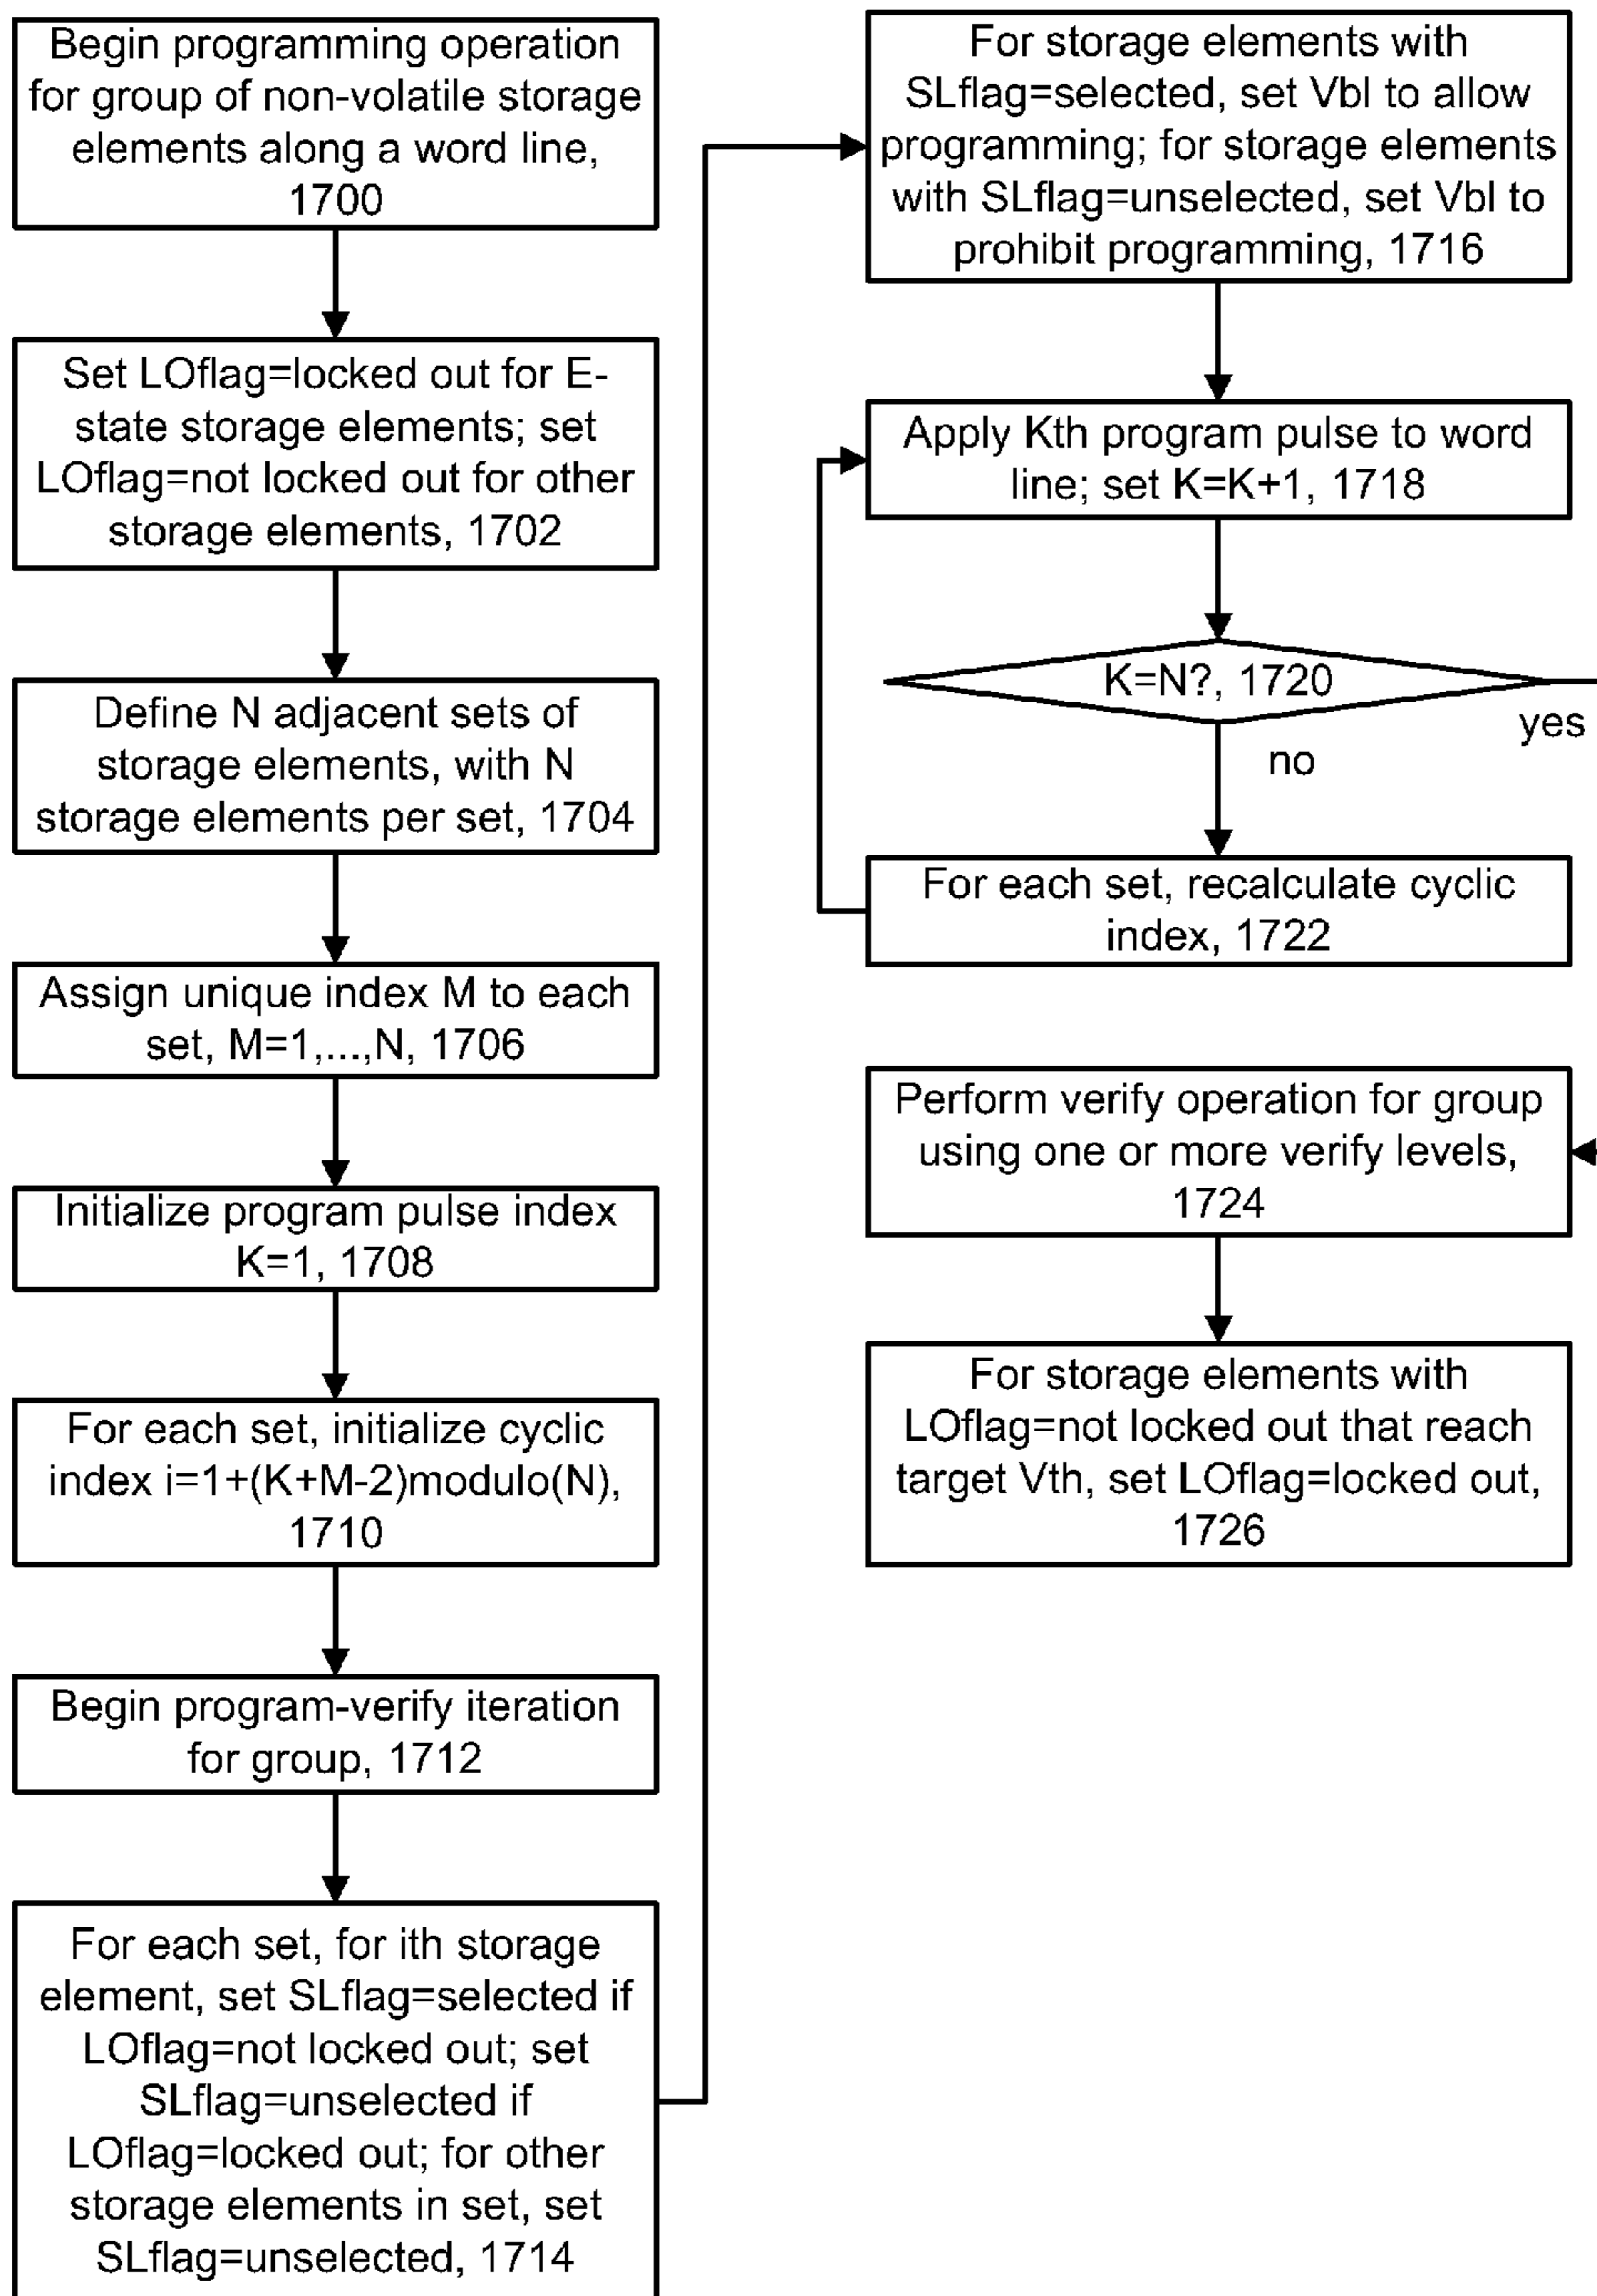 Begin programming operation
for group of non-volatile storage
elements along a word line,
1700
Set LOflag=locked out for E-
state storage elements; set
LOflag=not locked out for other
storage elements, 1702
Define N adjacent sets of
storage elements, with N
storage elements per set, 1704
Assign unique index M to each
set, M=1,...,N, 1706
Initialize program pulse index
K=1, 1708
For each set, initialize cyclic
index i=1+(K+M-2)modulo(N),
1710
Begin program-verify iteration
for group, 1712
For each set, for ith storage
element, set SLflag=selected if
LOflag=not locked out; set
SLflag=unselected if
LOflag=locked out; for other
storage elements in set, set
SLflag=unselected, 1714
For storage elements with
SLflag=selected, set Vbl to allow
programming; for storage elements
with SLflag=unselected, set Vbl to
prohibit programming, 1716
Apply Kth program pulse to word
line; set K=K+1, 1718
K=N?, 1720
yes
no
For each set, recalculate cyclic
index, 1722
Perform verify operation for group
using one or more verify levels,
1724
For storage elements with
LOflag=not locked out that reach
target Vth, set LOflag=locked out,
1726